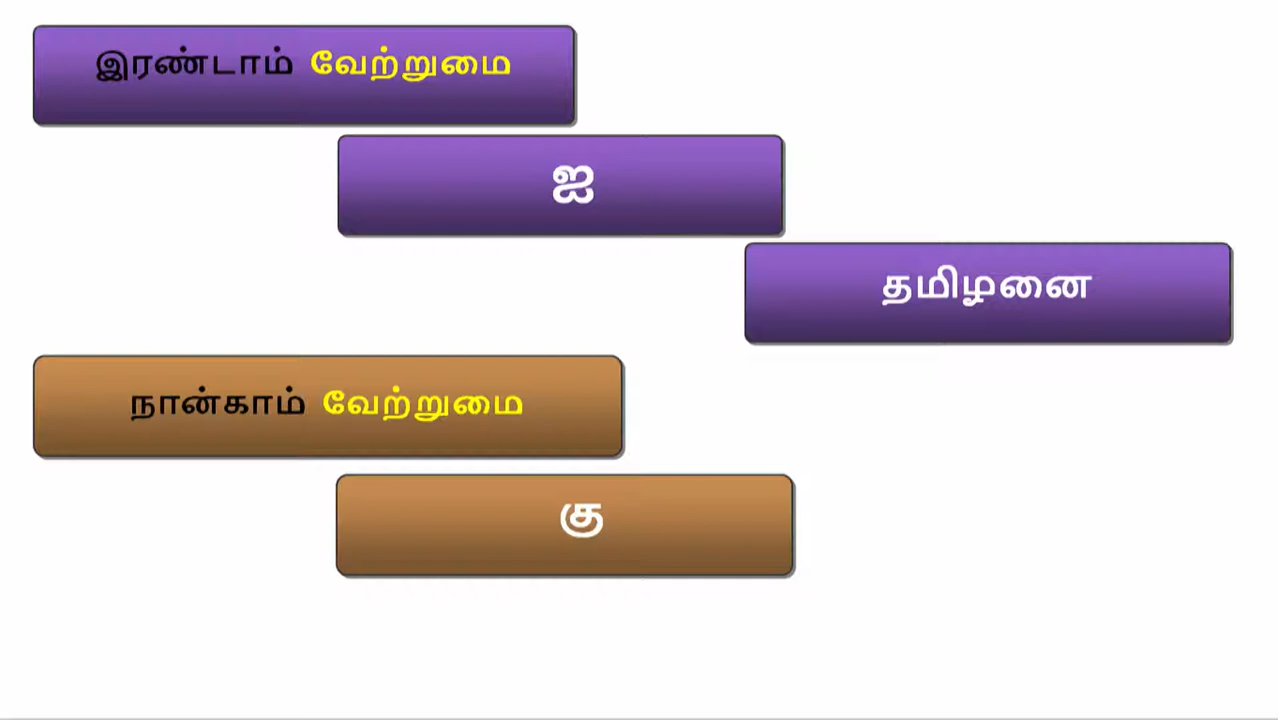 இரண்டாம் வேற்றுமை
ஐ
தமிழனை
நான்காம் வேற்றுமை
கு